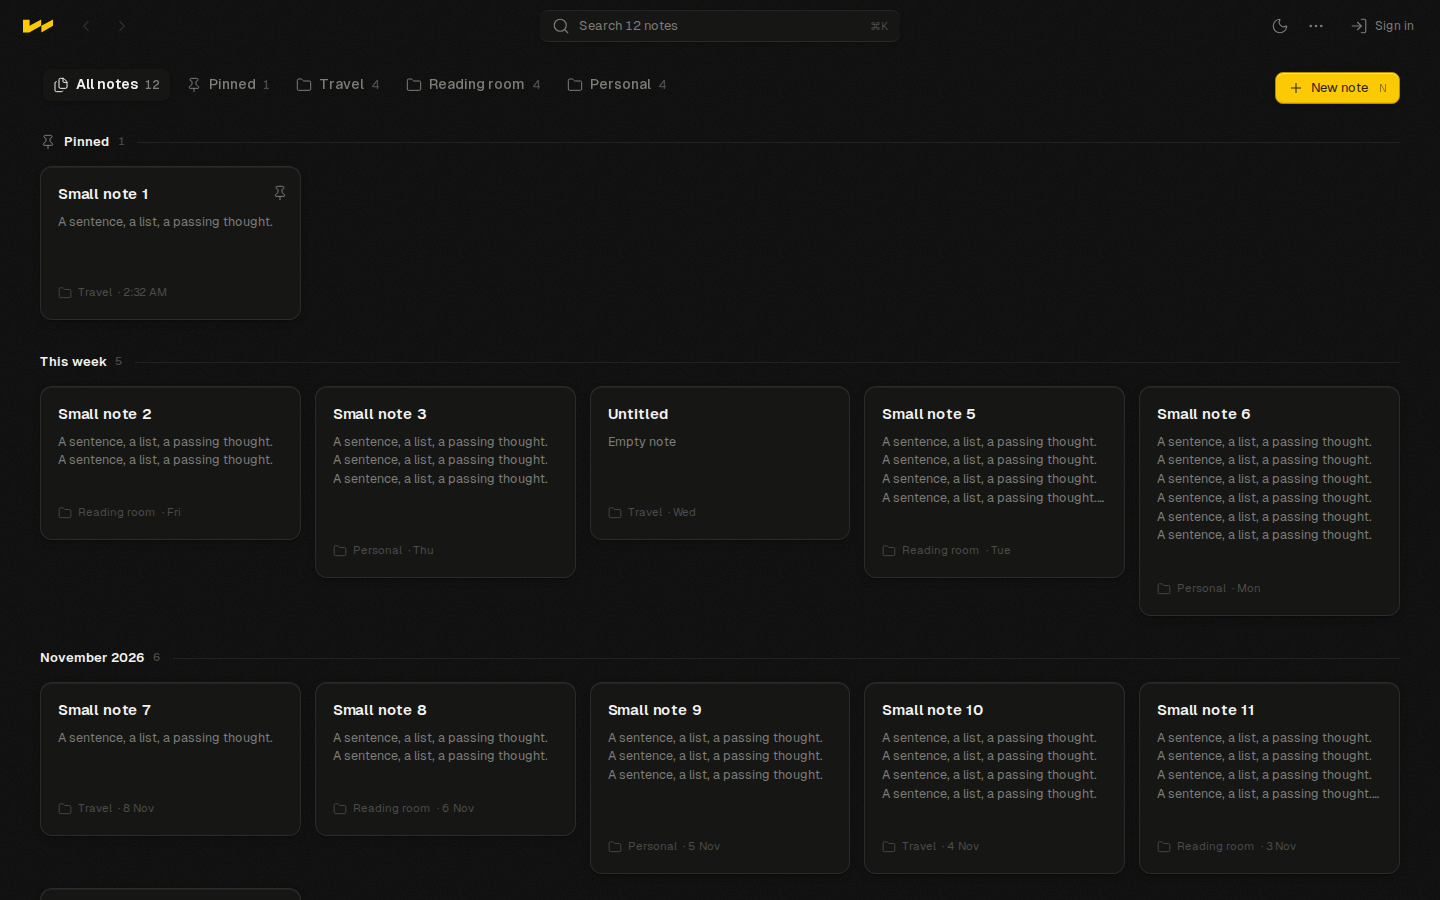 Search 12 notes ⌘K
Sign in
All notes 12
Pinned 1
Travel 4
Reading room 4
Personal 4
New note N
Pinned 1
Small note 1
A sentence, a list, a passing thought.
Travel · 2:32 AM
This week 5
Small note 2
A sentence, a list, a passing thought.
A sentence, a list, a passing thought.
Reading room · Fri
Small note 3
A sentence, a list, a passing thought.
A sentence, a list, a passing thought.
A sentence, a list, a passing thought.
Personal · Thu
Untitled
Empty note
Travel · Wed
Small note 5
A sentence, a list, a passing thought.
A sentence, a list, a passing thought.
A sentence, a list, a passing thought.
A sentence, a list, a passing thought.…
Reading room · Tue
Small note 6
A sentence, a list, a passing thought.
A sentence, a list, a passing thought.
A sentence, a list, a passing thought.
A sentence, a list, a passing thought.
A sentence, a list, a passing thought.
A sentence, a list, a passing thought.
Personal · Mon
November 2026 6
Small note 7
A sentence, a list, a passing thought.
Travel · 8 Nov
Small note 8
A sentence, a list, a passing thought.
A sentence, a list, a passing thought.
Reading room · 6 Nov
Small note 9
A sentence, a list, a passing thought.
A sentence, a list, a passing thought.
A sentence, a list, a passing thought.
Personal · 5 Nov
Small note 10
A sentence, a list, a passing thought.
A sentence, a list, a passing thought.
A sentence, a list, a passing thought.
A sentence, a list, a passing thought.
Travel · 4 Nov
Small note 11
A sentence, a list, a passing thought.
A sentence, a list, a passing thought.
A sentence, a list, a passing thought.
A sentence, a list, a passing thought.…
Reading room · 3 Nov